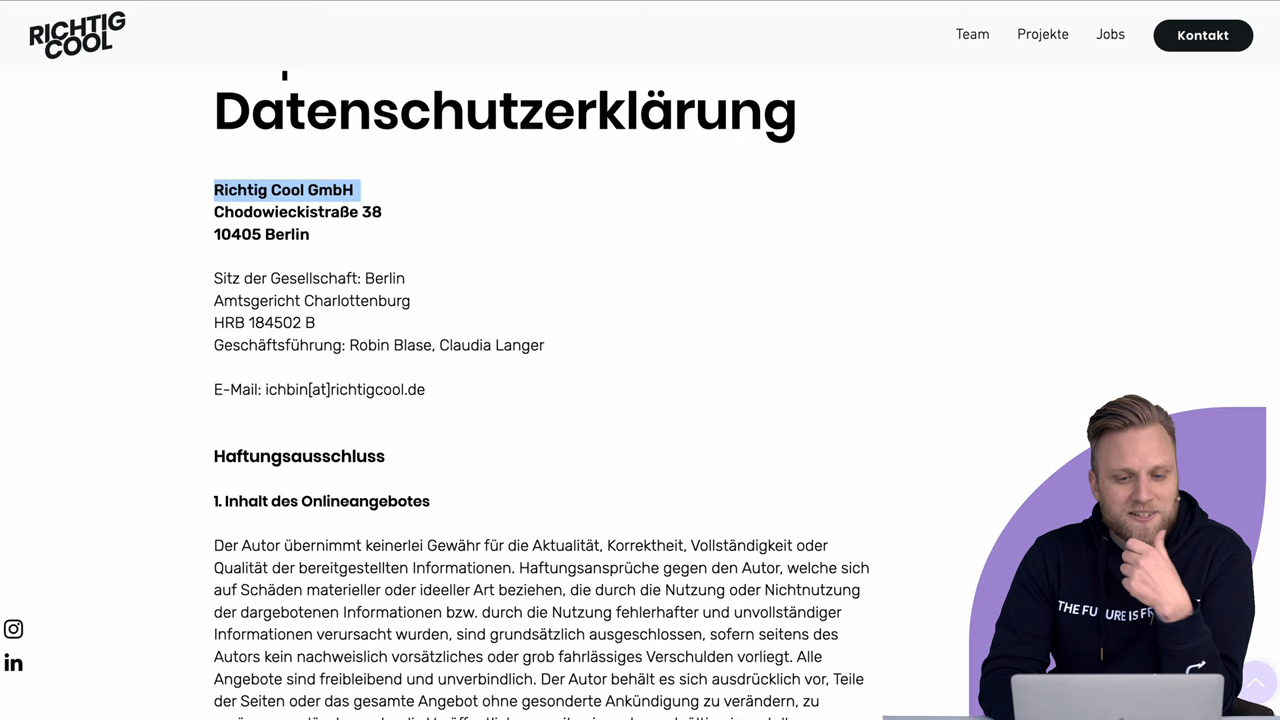 RICHTIG
COOL
Team Projekte Jobs Kontakt
Datenschutzerklärung
Richtig Cool GmbH
Chodowieckistraße 38
10405 Berlin
Sitz der Gesellschaft: Berlin
Amtsgericht Charlottenburg
HRB 184502 B
Geschäftsführung: Robin Blase, Claudia Langer
E-Mail: ichbin[at]richtigcool.de
Haftungsausschluss
1. Inhalt des Onlineangebotes
Der Autor übernimmt keinerlei Gewähr für die Aktualität, Korrektheit, Vollständigkeit oder
Qualität der bereitgestellten Informationen. Haftungsansprüche gegen den Autor, welche sich
auf Schäden materieller oder ideeller Art beziehen, die durch die Nutzung oder Nichtnutzung
der dargebotenen Informationen bzw. durch die Nutzung fehlerhafter und unvollständiger
Informationen verursacht wurden, sind grundsätzlich ausgeschlossen, sofern seitens des
Autors kein nachweislich vorsätzliches oder grob fahrlässiges Verschulden vorliegt. Alle
Angebote sind freibleibend und unverbindlich. Der Autor behält es sich ausdrücklich vor, Teile
der Seiten oder das gesamte Angebot ohne gesonderte Ankündigung zu verändern, zu
THE FUTURE IS